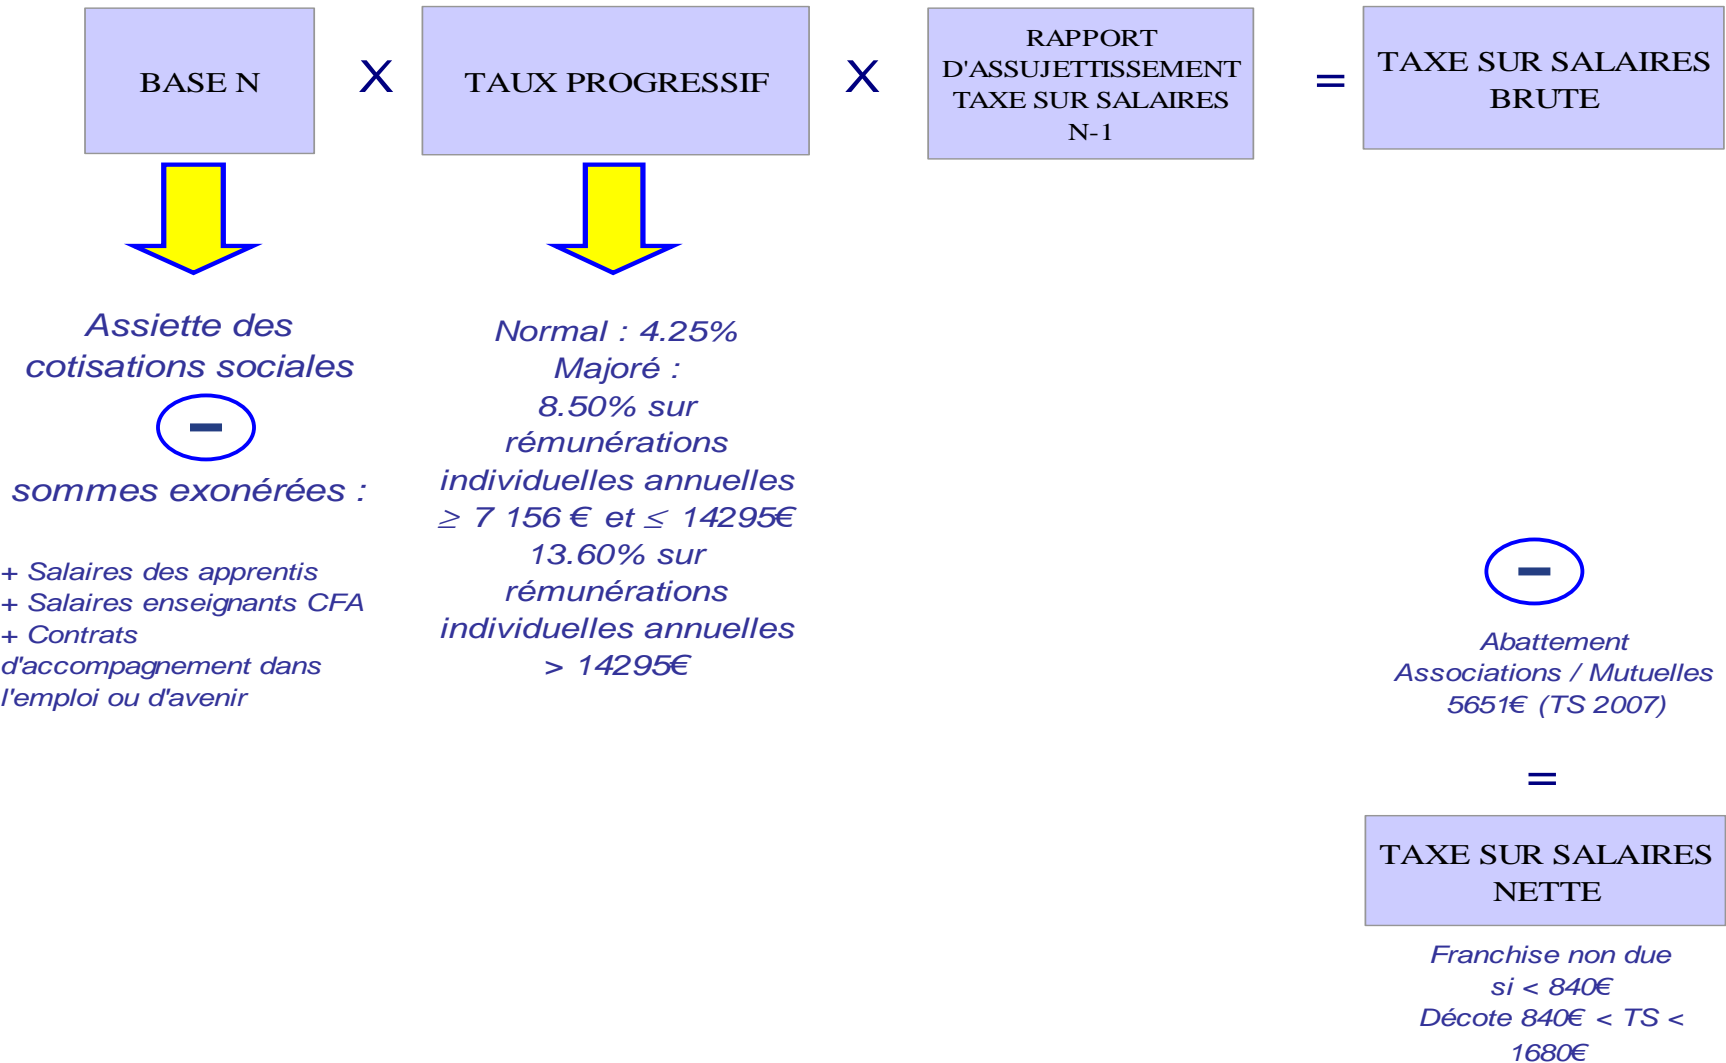 BASE N
X
TAUX PROGRESSIF
X
RAPPORT
D'ASSUJETTISSEMENT
TAXE SUR SALAIRES
N-1
=
TAXE SUR SALAIRES
BRUTE
Assiette des
cotisations sociales
–
sommes exonérées :
+ Salaires des apprentis
+ Salaires enseignants CFA
+ Contrats
d'accompagnement dans
l'emploi ou d'avenir
Normal : 4.25%
Majoré :
8.50% sur
rémunérations
individuelles annuelles
≥ 7 156 € et ≤ 14295€
13.60% sur
rémunérations
individuelles annuelles
> 14295€
–
Abattement
Associations / Mutuelles
5651€ (TS 2007)
=
TAXE SUR SALAIRES
NETTE
Franchise non due
si < 840€
Décote 840€ < TS <
1680€